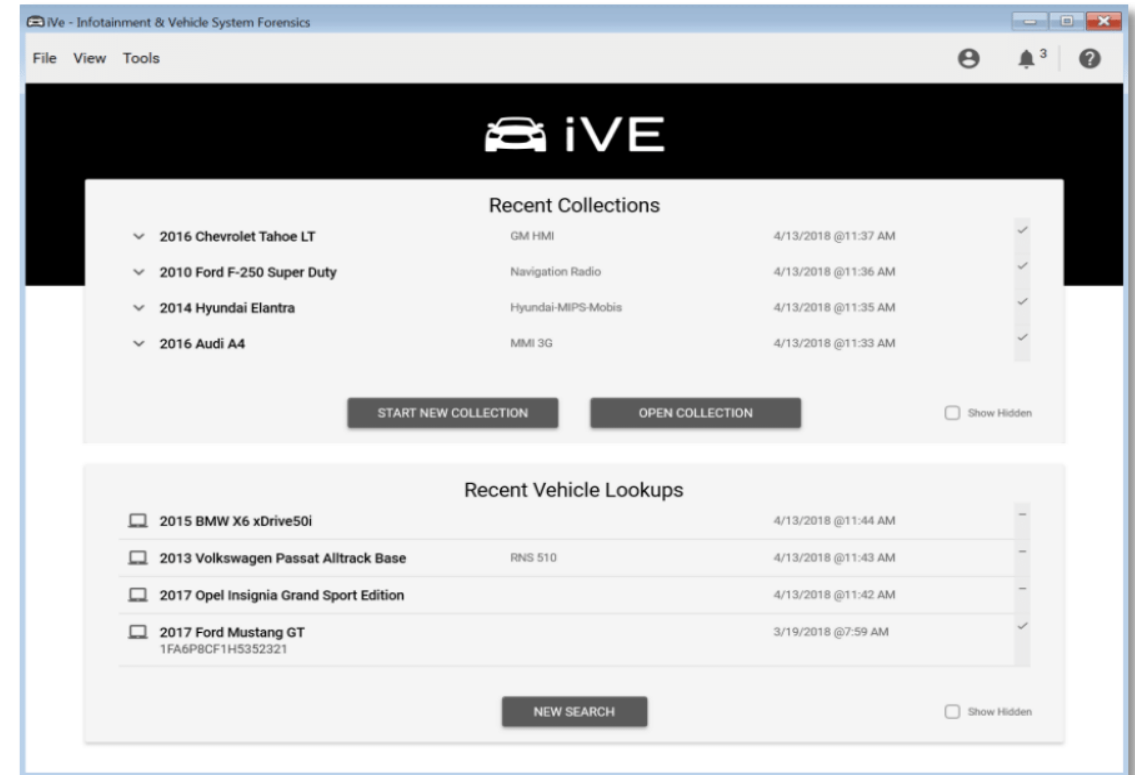 iVe - Infotainment & Vehicle System Forensics
File View Tools 3
iVE
Recent Collections
2016 Chevrolet Tahoe LT GM HMI 4/13/2018 @11:37 AM
2010 Ford F-250 Super Duty Navigation Radio 4/13/2018 @11:36 AM
2014 Hyundai Elantra Hyundai-MIPS-Mobis 4/13/2018 @11:35 AM
2016 Audi A4 MMI 3G 4/13/2018 @11:33 AM
START NEW COLLECTION OPEN COLLECTION Show Hidden
Recent Vehicle Lookups
2015 BMW X6 xDrive50i 4/13/2018 @11:44 AM
2013 Volkswagen Passat Alltrack Base RNS 510 4/13/2018 @11:43 AM
2017 Opel Insignia Grand Sport Edition 4/13/2018 @11:42 AM
2017 Ford Mustang GT 3/19/2018 @7:59 AM
1FA6P8CF1H5352321
NEW SEARCH Show Hidden